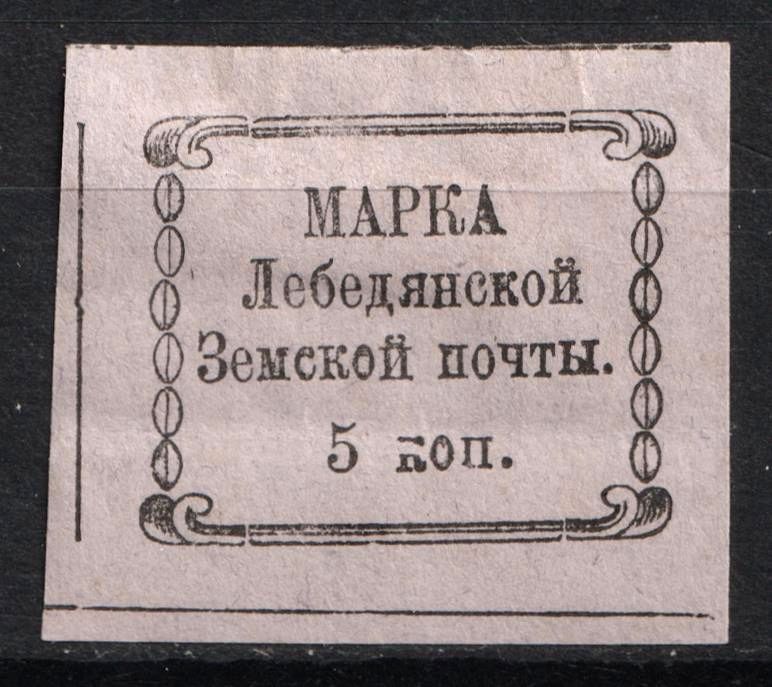 МАРКА
Лебедянской
Земской почты.
5 коп.